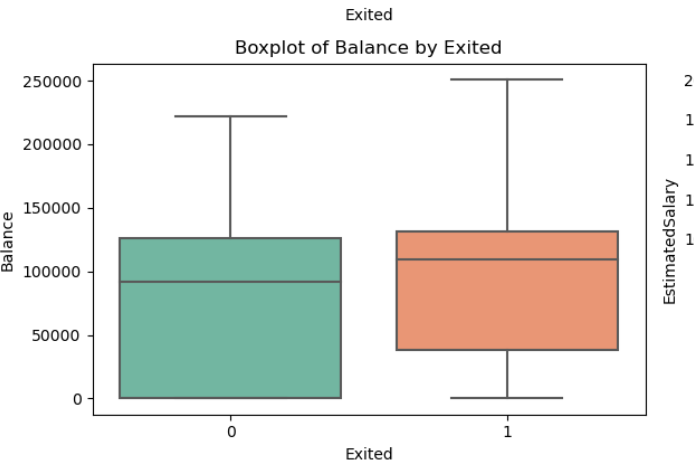 Exited
Boxplot of Balance by Exited
250000
200000
150000
100000
50000
0
Balance
0
1
Exited
2
1
1
1
1
EstimatedSalary